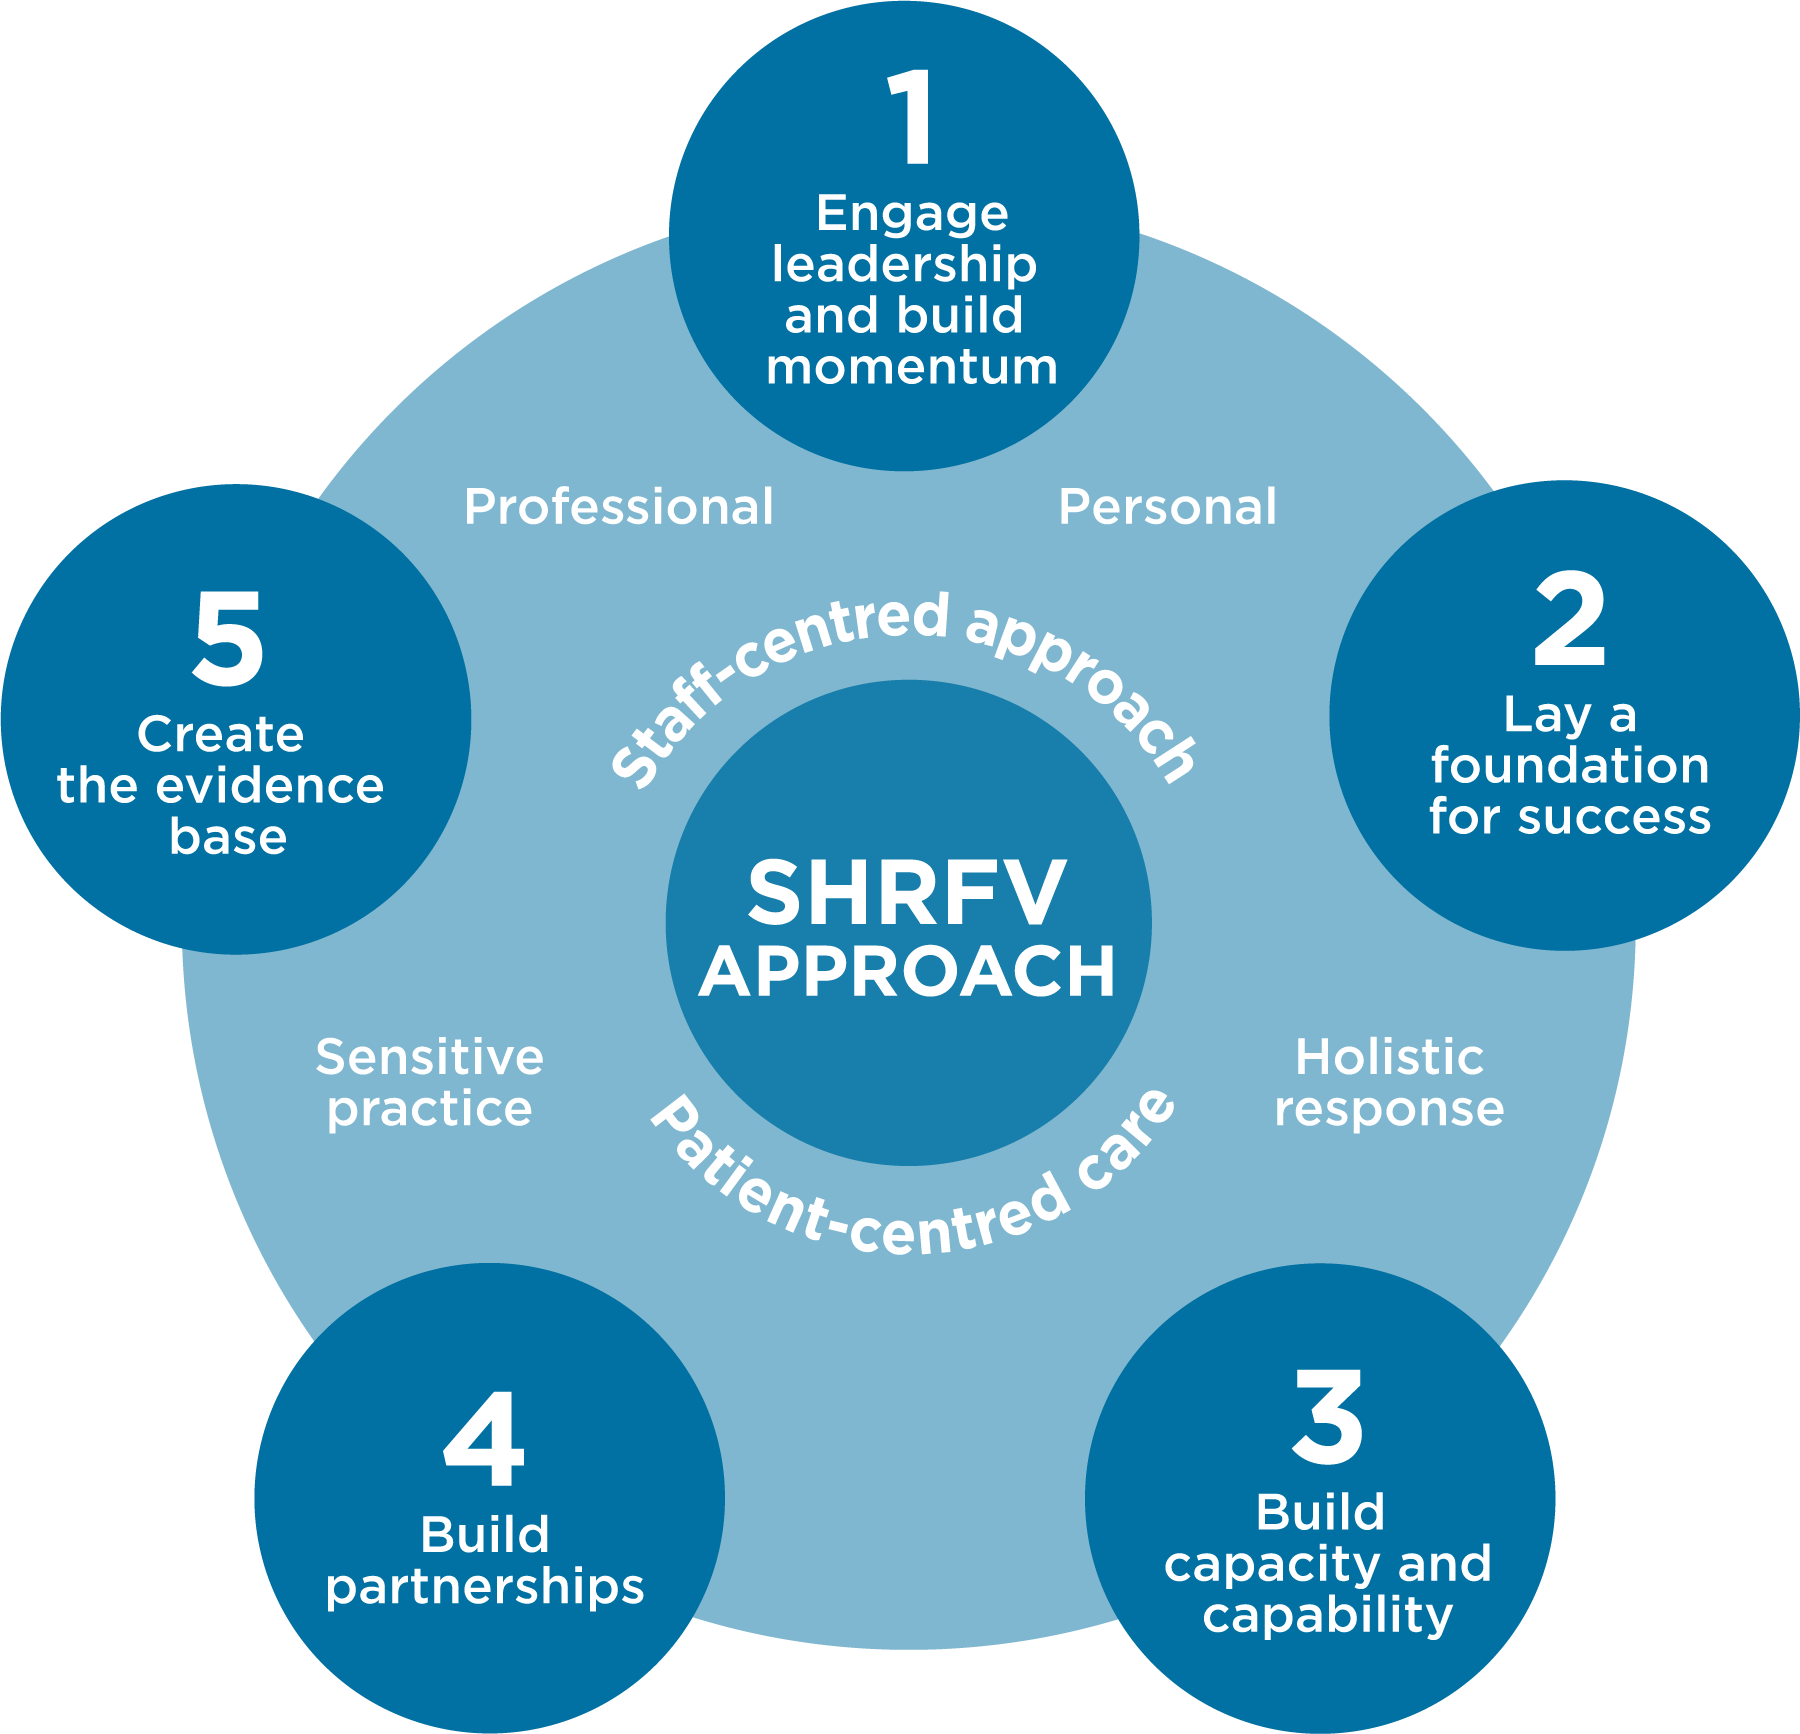 1
Engage
leadership
and build
momentum
Professional
Personal
5
Create
the evidence
base
2
Lay a
foundation
for success
Staff-centred approach
SHRFV
APPROACH
Patient-centred care
Sensitive
practice
Holistic
response
4
Build
partnerships
3
Build
capacity and
capability